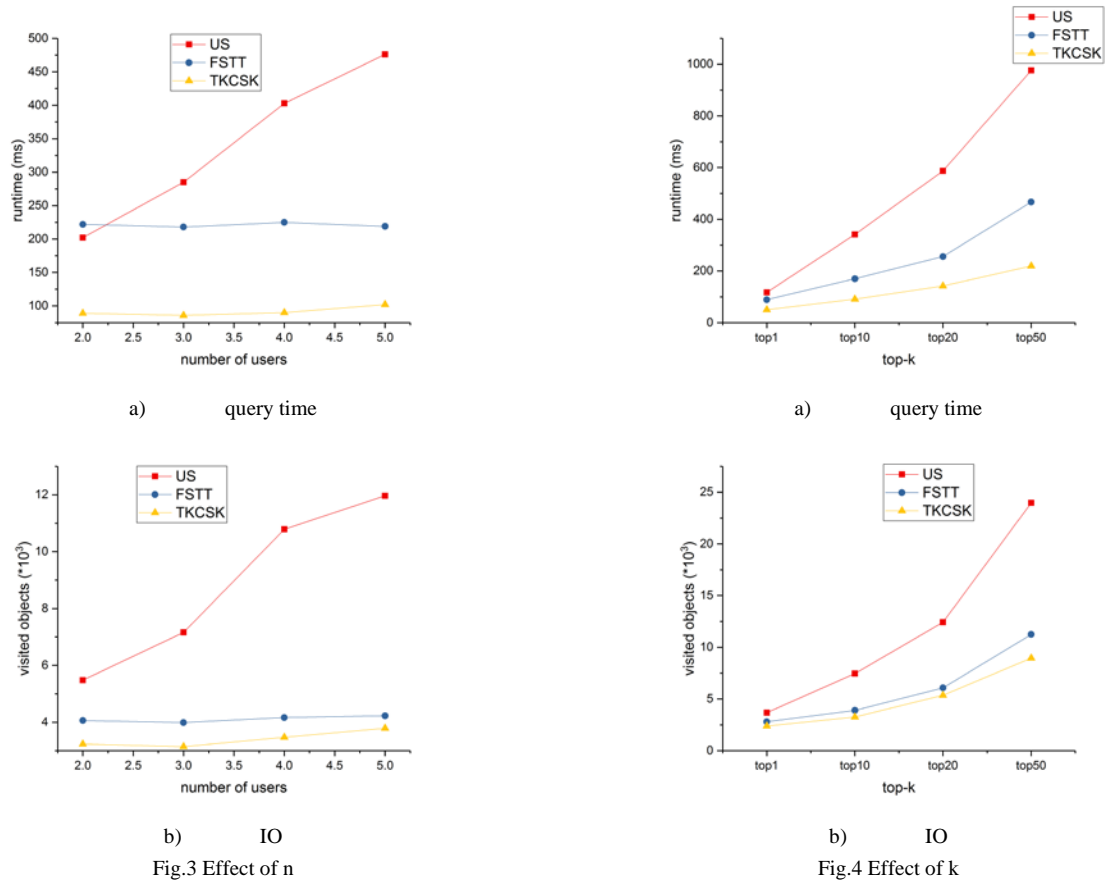 US
FSTT
TKCSK
500
450
400
350
300
250
200
150
100
runtime (ms)
2.0 2.5 3.0 3.5 4.0 4.5 5.0
number of users
a) query time
US
FSTT
TKCSK
1000
800
600
400
200
0
runtime (ms)
top1 top10 top20 top50
top-k
a) query time
US
FSTT
TKCSK
12
10
8
6
4
visited objects (*10³)
2.0 2.5 3.0 3.5 4.0 4.5 5.0
number of users
b) IO
Fig.3 Effect of n
US
FSTT
TKCSK
25
20
15
10
5
0
visited objects (*10³)
top1 top10 top20 top50
top-k
b) IO
Fig.4 Effect of k